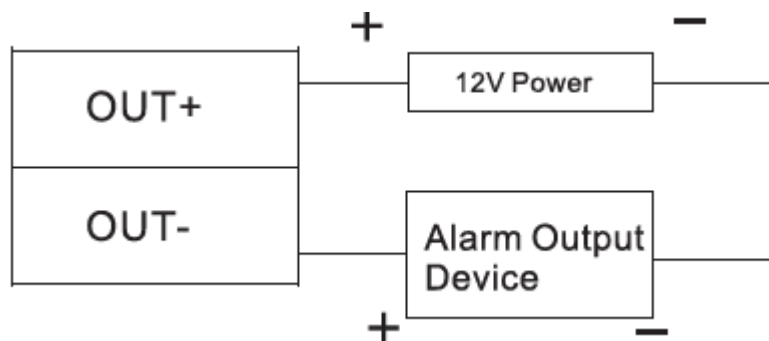 + −
OUT+ 12V Power
OUT- Alarm Output
Device
+ −